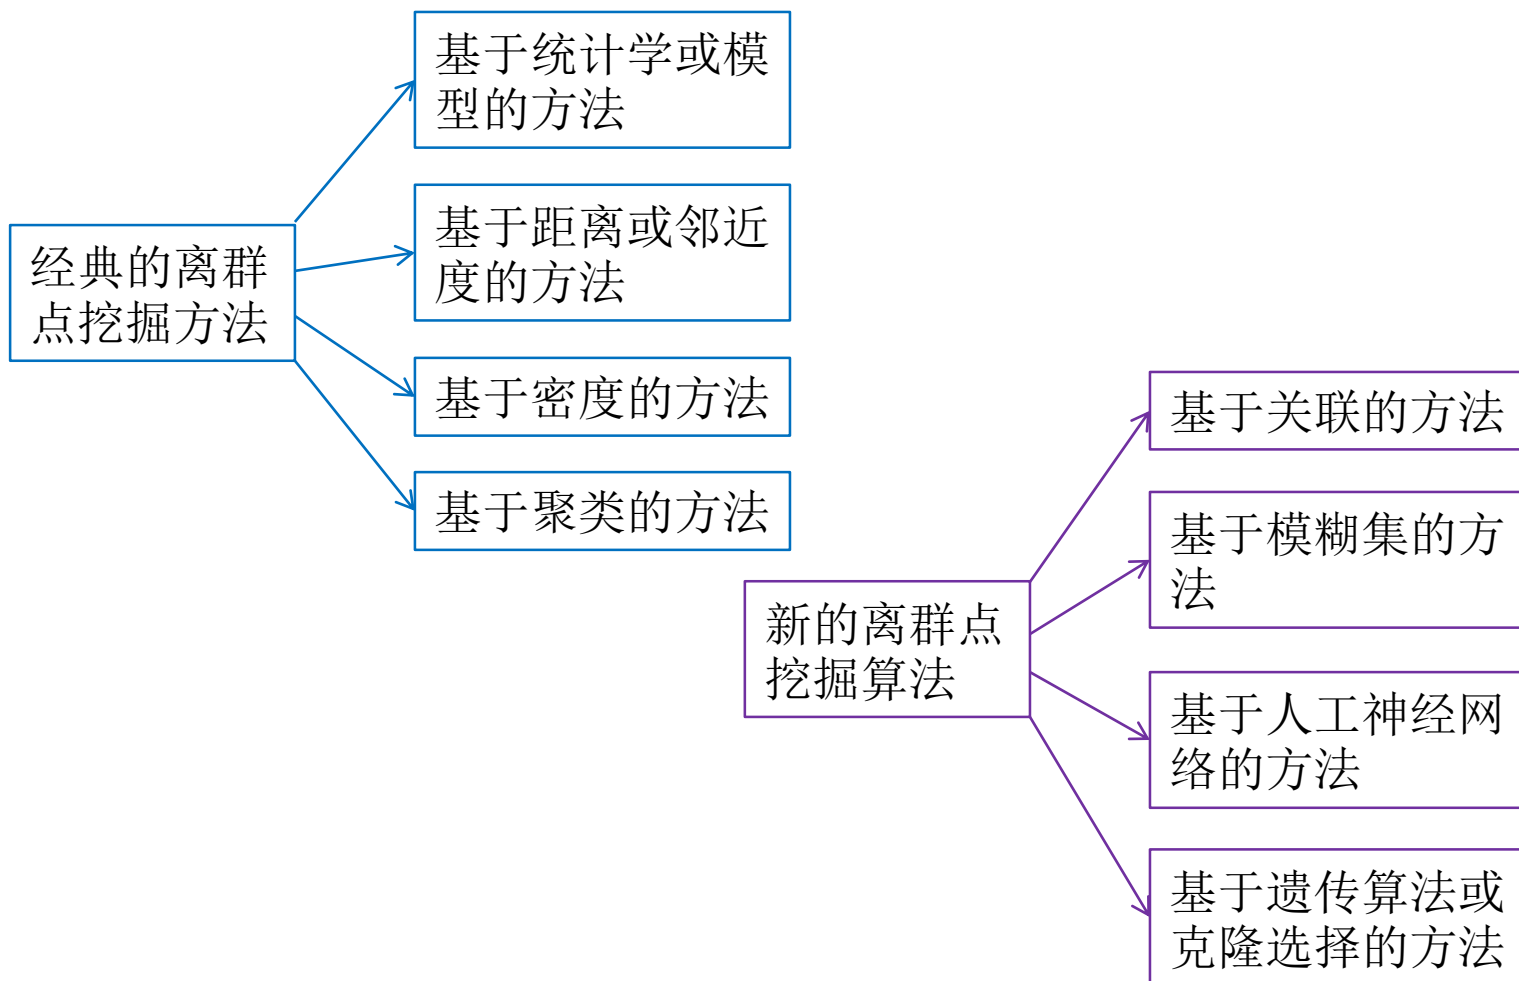 基于统计学或模
型的方法
经典的离群
点挖掘方法
基于距离或邻近
度的方法
基于密度的方法
基于聚类的方法
新的离群点
挖掘算法
基于关联的方法
基于模糊集的方
法
基于人工神经网
络的方法
基于遗传算法或
克隆选择的方法